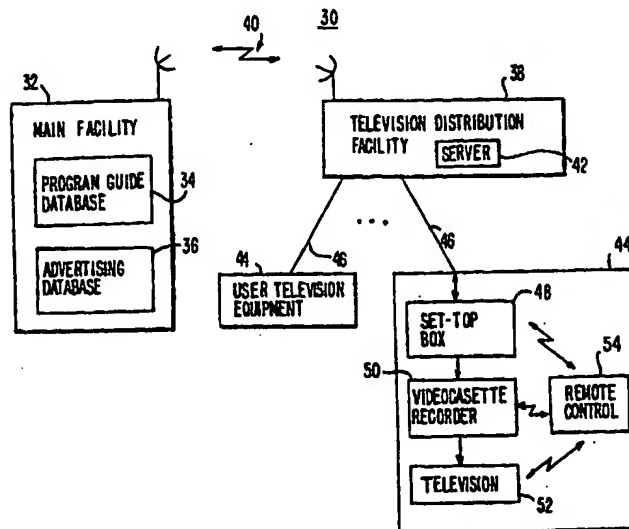 40
30
32
38
MAIN FACILITY
PROGRAM GUIDE
DATABASE
34
ADVERTISING
DATABASE
36
TELEVISION DISTRIBUTION
FACILITY
SERVER
42
46
46
44
USER TELEVISION
EQUIPMENT
44
SET-TOP
BOX
48
50
VIDEOCASETTE
RECORDER
54
REMOTE
CONTROL
TELEVISION
52